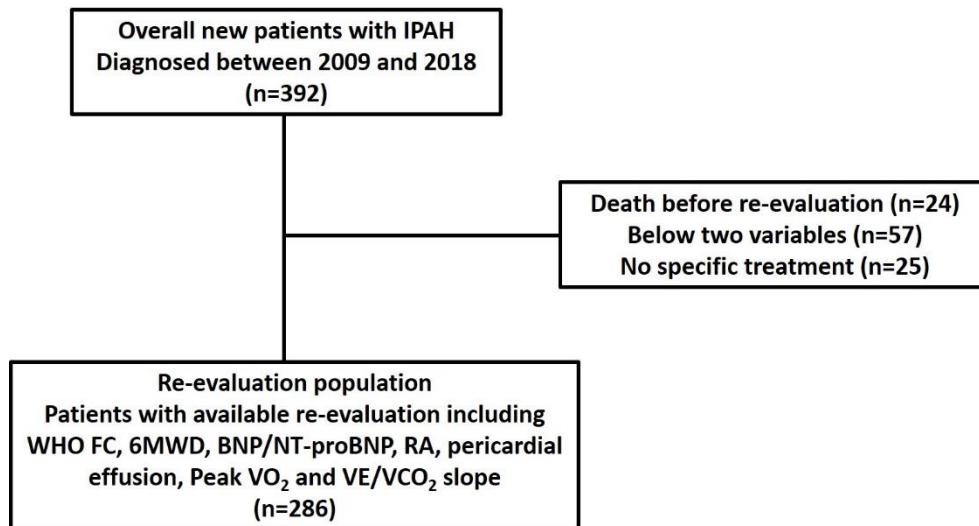 Overall new patients with IPAH
Diagnosed between 2009 and 2018
(n=392)
Death before re-evaluation (n=24)
Below two variables (n=57)
No specific treatment (n=25)
Re-evaluation population
Patients with available re-evaluation including
WHO FC, 6MWD, BNP/NT-proBNP, RA, pericardial
effusion, Peak VO₂ and VE/VCO₂ slope
(n=286)